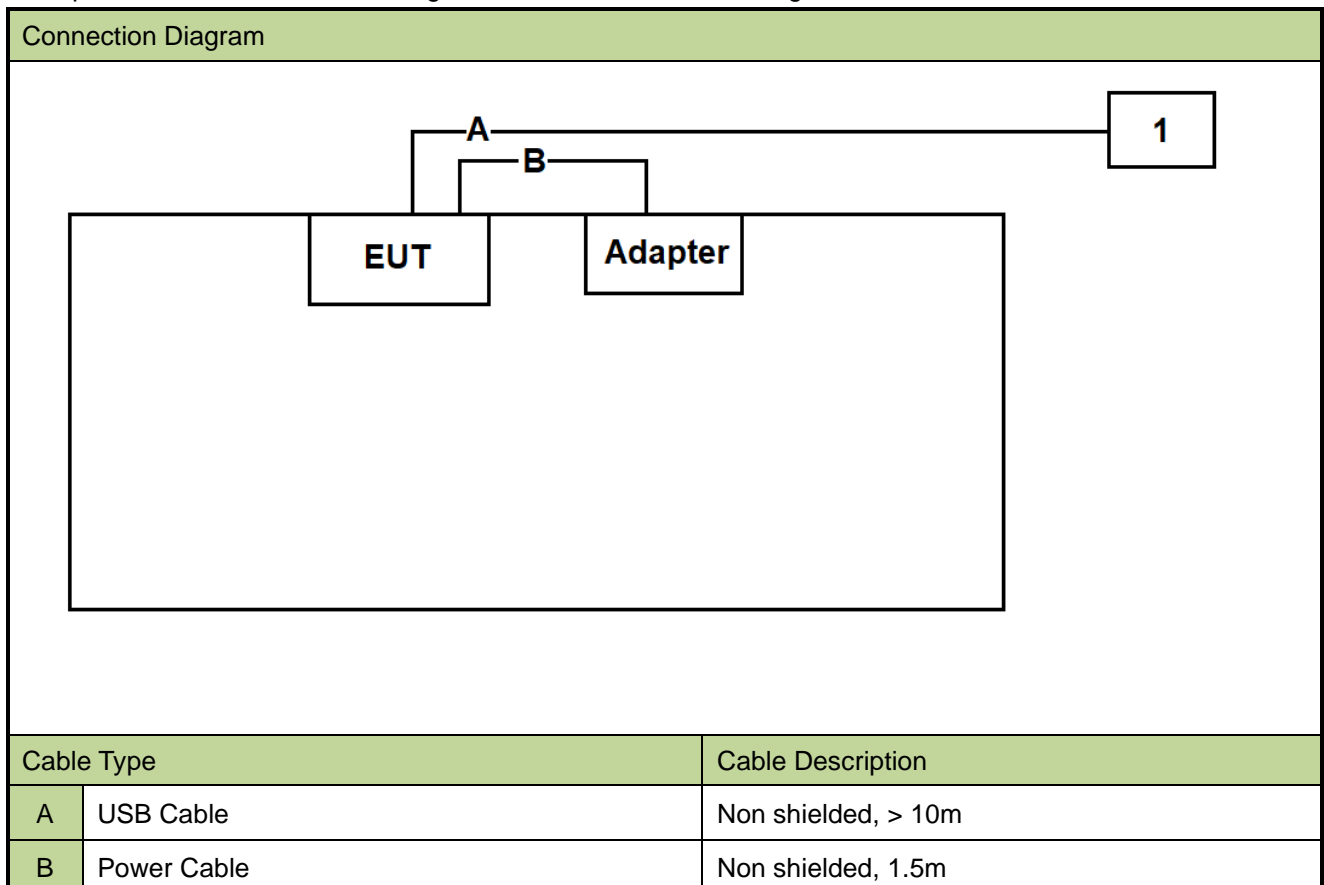 Connection Diagram
A
1
B
EUT
Adapter
Cable Type Cable Description
A USB Cable Non shielded, > 10m
B Power Cable Non shielded, 1.5m